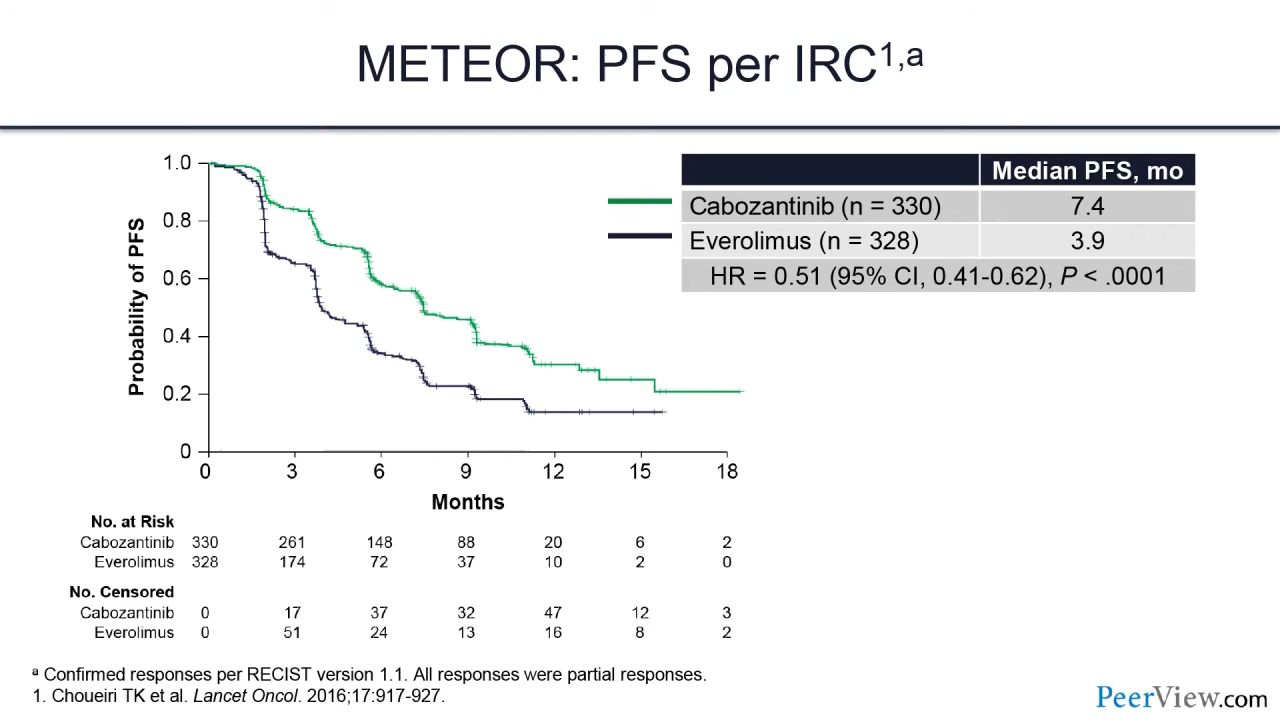 METEOR: PFS per IRC1,a
Median PFS, mo
Cabozantinib (n = 330) 7.4
Everolimus (n = 328) 3.9
HR = 0.51 (95% CI, 0.41-0.62), P < .0001
Probability of PFS
1.0
0.8
0.6
0.4
0.2
0
0 3 6 9 12 15 18
Months
No. at Risk
Cabozantinib 330 261 148 88 20 6 2
Everolimus 328 174 72 37 10 2 0
No. Censored
Cabozantinib 0 17 37 32 47 12 3
Everolimus 0 51 24 13 16 8 2
a Confirmed responses per RECIST version 1.1. All responses were partial responses.
1. Choueiri TK et al. Lancet Oncol. 2016;17:917-927.
PeerView.com